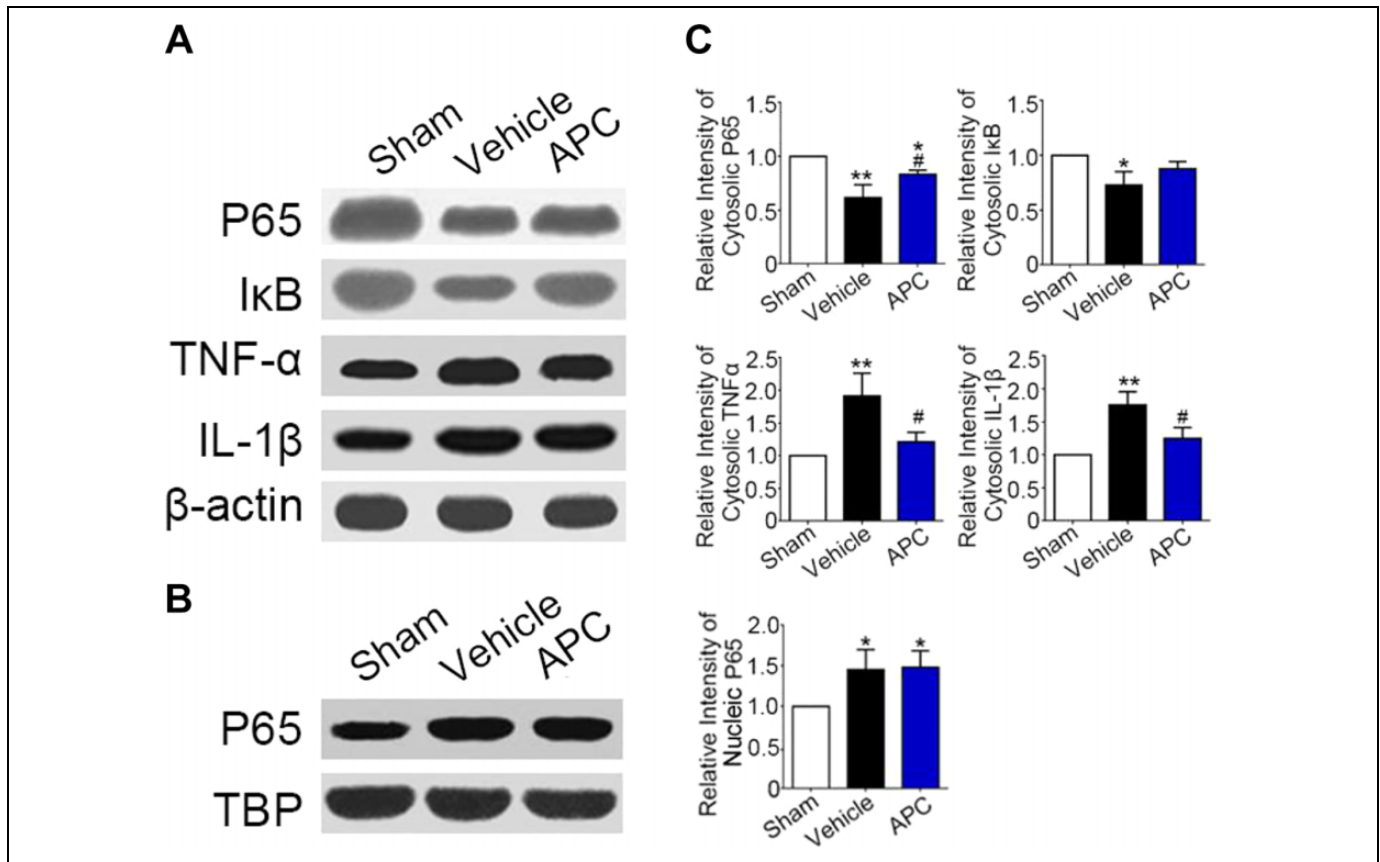 A
Sham Vehicle APC
P65
IκB
TNF-α
IL-1β
β-actin
B
Sham Vehicle APC
P65
TBP
C
Relative Intensity of
Cytosolic P65
1.5
1.0
0.5
0
**
*
#
Sham Vehicle APC
Relative Intensity of
Cytosolic IκB
1.5
1.0
0.5
0
*
Sham Vehicle APC
Relative Intensity of
Cytosolic TNFα
2.5
2.0
1.5
1.0
0.5
0
**
#
Sham Vehicle APC
Relative Intensity of
Cytosolic IL-1β
2.5
2.0
1.5
1.0
0.5
0
**
#
Sham Vehicle APC
Relative Intensity of
Nucleic P65
2.0
1.5
1.0
0.5
0
* *
Sham Vehicle APC